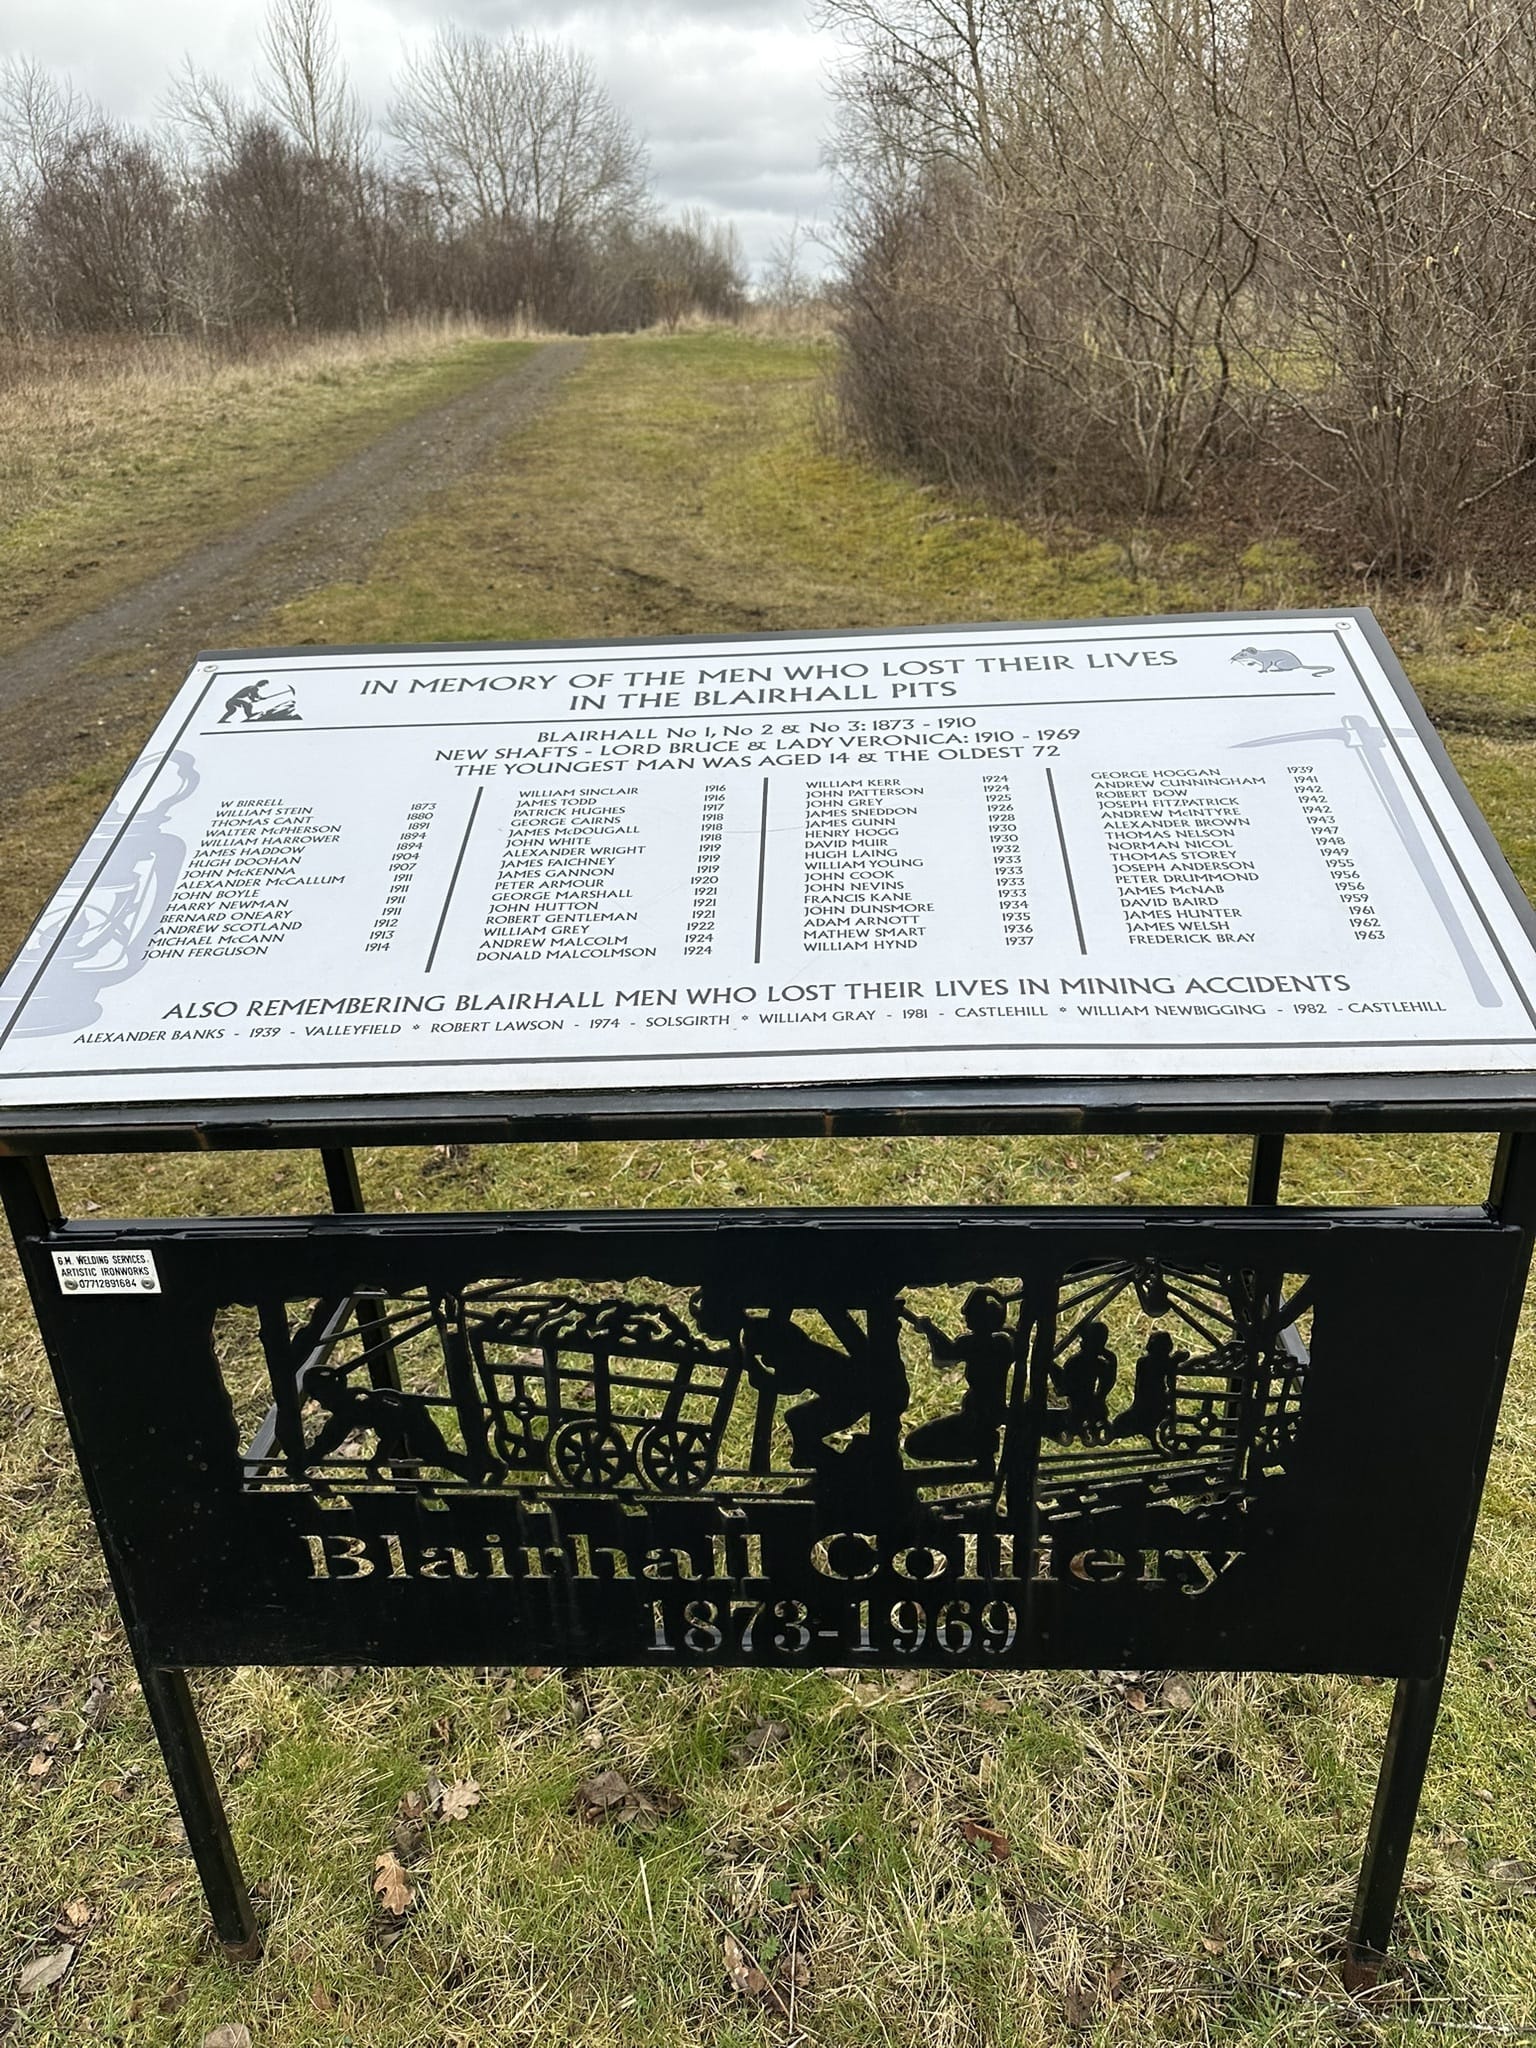 IN MEMORY OF THE MEN WHO LOST THEIR LIVES
IN THE BLAIRHALL PITS
BLAIRHALL No 1, No 2 & No 3: 1873 - 1910
NEW SHAFTS - LORD BRUCE & LADY VERONICA: 1910 - 1969
THE YOUNGEST MAN WAS AGED 14 & THE OLDEST 72
W BIRRELL
WILLIAM STEIN 1873
THOMAS CANT 1880
WALTER McPHERSON 1891
WILLIAM HARROWER 1894
JAMES HADDOW 1894
HUGH DOOHAN 1904
JOHN McKENNA 1907
ALEXANDER McCALLUM 1911
JOHN BOYLE 1911
HARRY NEWMAN 1911
BERNARD ONEARY 1911
ANDREW SCOTLAND 1912
MICHAEL McCANN 1913
JOHN FERGUSON 1914
WILLIAM SINCLAIR 1916
JAMES TODD 1916
PATRICK HUGHES 1917
GEORGE CAIRNS 1918
JAMES McDOUGALL 1918
JOHN WHITE 1918
ALEXANDER WRIGHT 1919
JAMES FAICHNEY 1919
JAMES GANNON 1919
PETER ARMOUR 1920
GEORGE MARSHALL 1921
JOHN HUTTON 1921
ROBERT GENTLEMAN 1921
WILLIAM GREY 1922
ANDREW MALCOLM 1924
DONALD MALCOLMSON 1924
WILLIAM KERR 1924
JOHN PATTERSON 1924
JOHN GREY 1925
JAMES SNEDDON 1926
JAMES GUNN 1928
HENRY HOGG 1930
DAVID MUIR 1930
HUGH LAING 1932
WILLIAM YOUNG 1933
JOHN COOK 1933
JOHN NEVINS 1933
FRANCIS KANE 1933
JOHN DUNSMORE 1934
ADAM ARNOTT 1935
MATHEW SMART 1936
WILLIAM HYND 1937
GEORGE HOGGAN 1939
ANDREW CUNNINGHAM 1941
ROBERT DOW 1942
JOSEPH FITZPATRICK 1942
ANDREW McINTYRE 1942
ALEXANDER BROWN 1943
THOMAS NELSON 1947
NORMAN NICOL 1948
THOMAS STOREY 1949
JOSEPH ANDERSON 1955
PETER DRUMMOND 1956
JAMES McNAB 1956
DAVID BAIRD 1959
JAMES HUNTER 1961
JAMES WELSH 1962
FREDERICK BRAY 1963
ALSO REMEMBERING BLAIRHALL MEN WHO LOST THEIR LIVES IN MINING ACCIDENTS
ALEXANDER BANKS - 1939 - VALLEYFIELD * ROBERT LAWSON - 1974 - SOLSGIRTH * WILLIAM GRAY - 1981 - CASTLEHILL * WILLIAM NEWBIGGING - 1982 - CASTLEHILL
G.M. WELDING SERVICES.
ARTISTIC IRONWORKS
07712891684
Blairhall Colliery
1873-1969